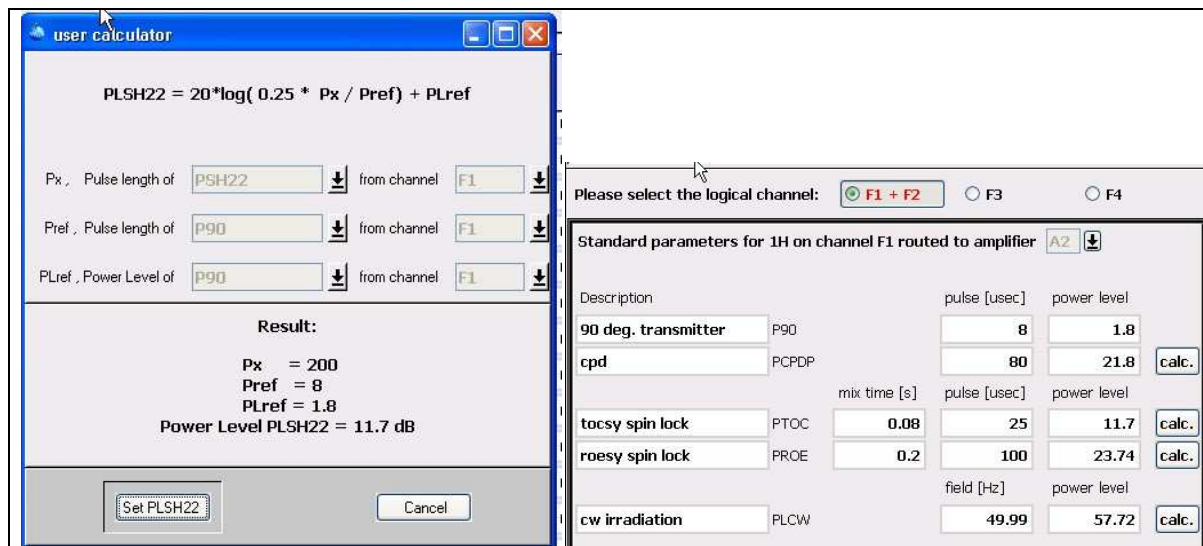 user calculator
PLSH22 = 20*log( 0.25 * Px / Pref) + PLref
Px , Pulse length of PSH22 from channel F1
Pref , Pulse length of P90 from channel F1
PLref , Power Level of P90 from channel F1
Result:
Px = 200
Pref = 8
PLref = 1.8
Power Level PLSH22 = 11.7 dB
Set PLSH22 Cancel
Please select the logical channel: F1 + F2 F3 F4
Standard parameters for 1H on channel F1 routed to amplifier A2
Description pulse [usec] power level
90 deg. transmitter P90 8 1.8
cpd PCPDP 80 21.8 calc.
mix time [s] pulse [usec] power level
tocsy spin lock PTOC 0.08 25 11.7 calc.
roesy spin lock PROE 0.2 100 23.74 calc.
field [Hz] power level
cw irradiation PLCW 49.99 57.72 calc.